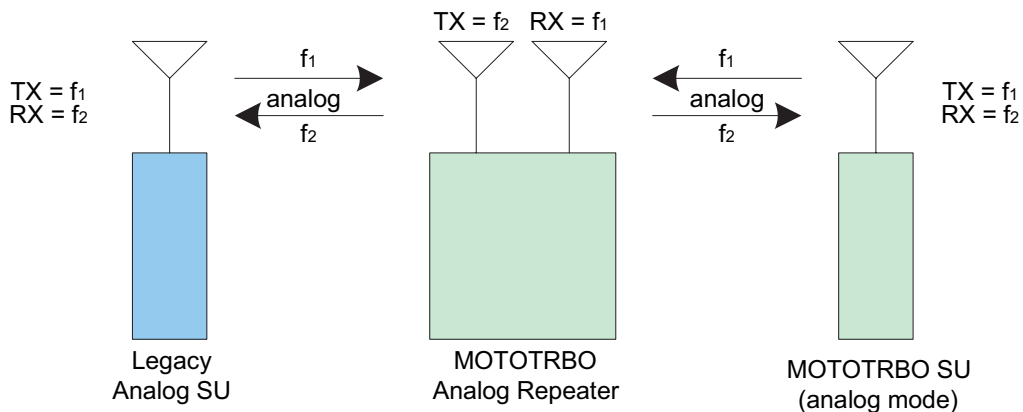 TX = f₂ RX = f₁
TX = f₁
RX = f₂
f₁
analog
f₂
f₁
analog
f₂
TX = f₁
RX = f₂
Legacy
Analog SU
MOTOTRBO
Analog Repeater
MOTOTRBO SU
(analog mode)